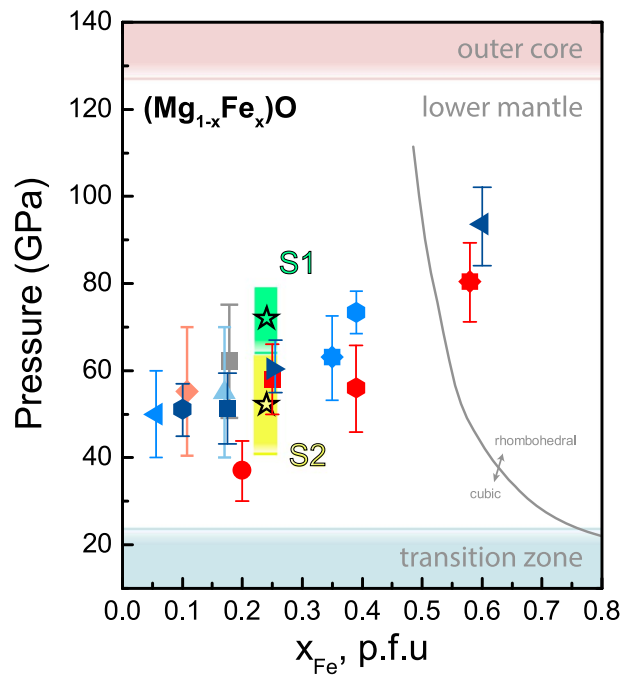 140
120
100
80
60
40
20
Pressure (GPa)
outer core
lower mantle
(Mg1-xFex)O
S1
S2
rhombohedral
cubic
transition zone
0.0 0.1 0.2 0.3 0.4 0.5 0.6 0.7 0.8
xFe, p.f.u